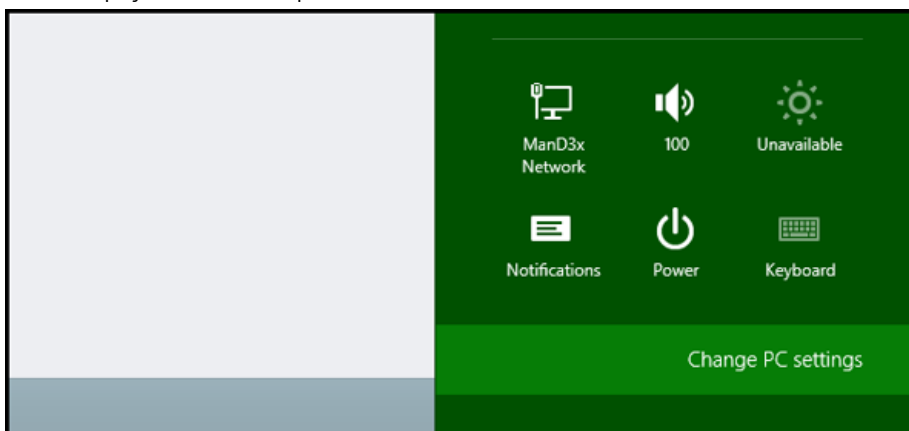 ManD3x
Network
100
Unavailable
Notifications
Power
Keyboard
Change PC settings